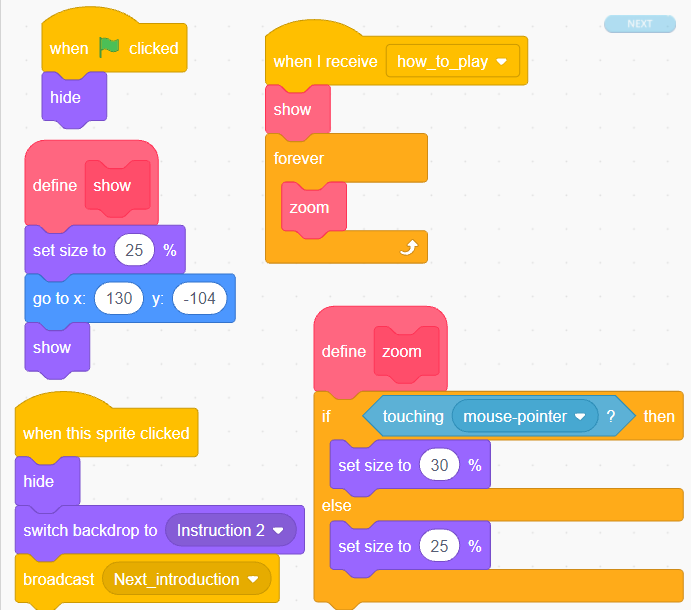 when clicked
hide
define show
set size to 25 %
go to x: 130 y: -104
show
when this sprite clicked
hide
switch backdrop to Instruction 2
broadcast Next_introduction
when I receive how_to_play
show
forever
zoom
define zoom
if touching mouse-pointer ? then
set size to 30 %
else
set size to 25 %
NEXT